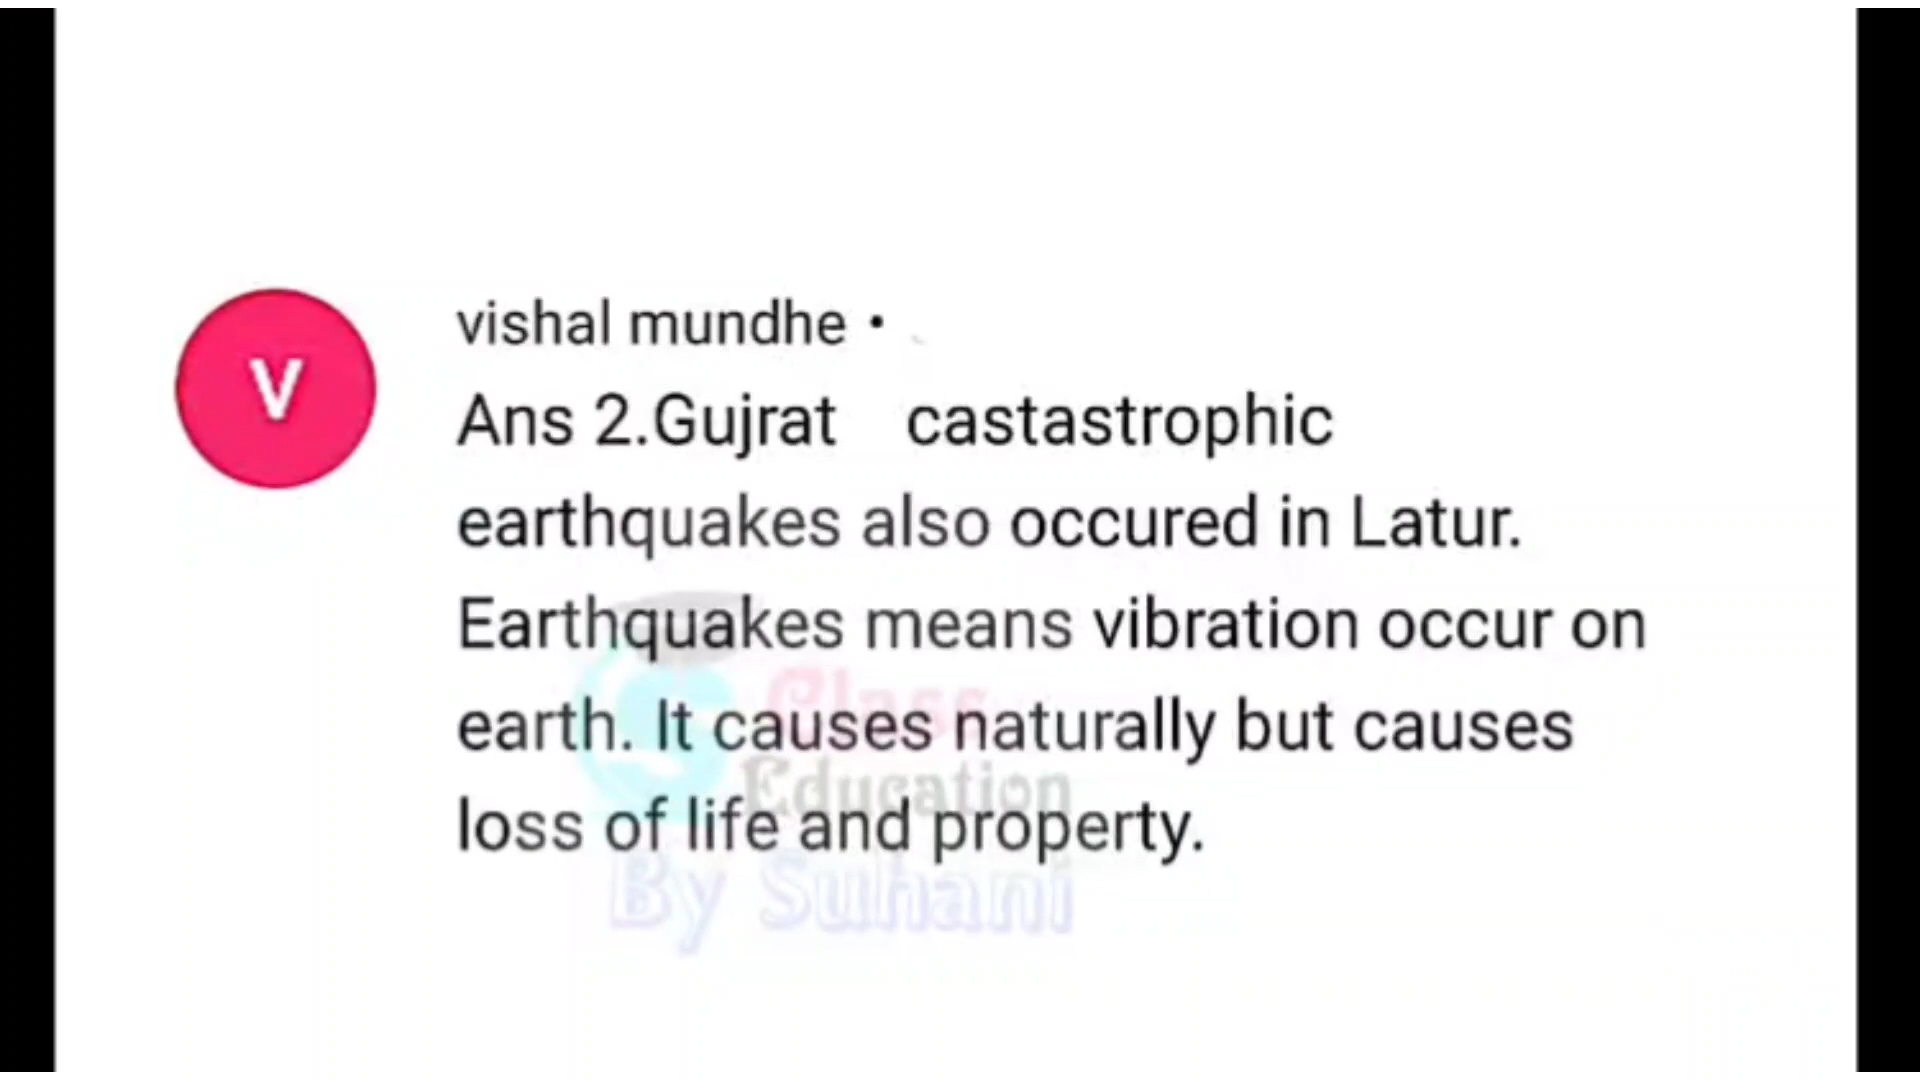 V
vishal mundhe •
Ans 2.Gujrat castastrophic
earthquakes also occured in Latur.
Earthquakes means vibration occur on
earth. It causes naturally but causes
loss of life and property.
Class
Education
By Suhani